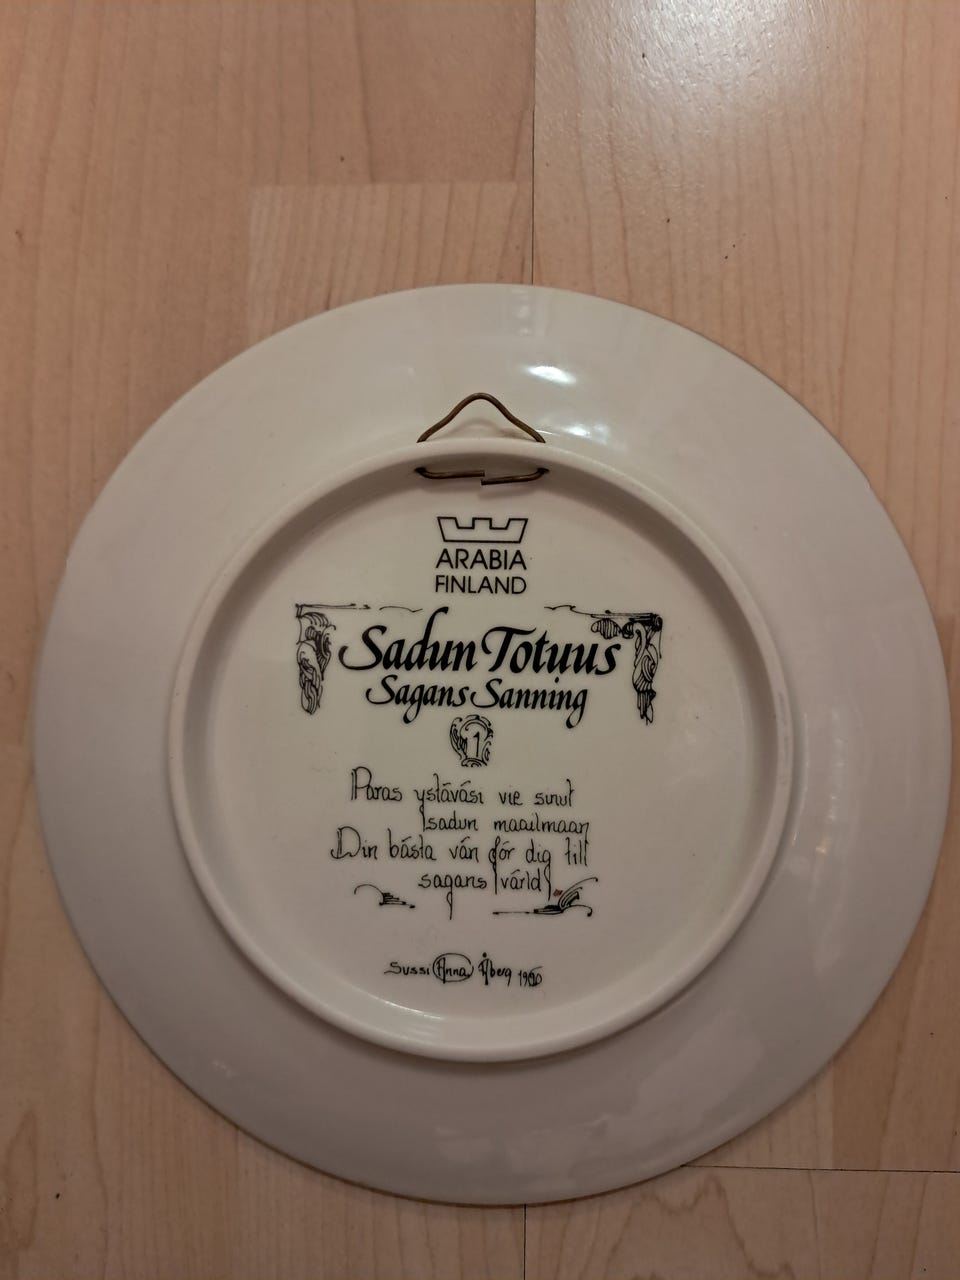 ARABIA
FINLAND
Sadun Totuus
Sagans Sanning
1
Paras ystäväsi vie sinut
sadun maailmaan
Din bästa vän för dig till
sagans värld
Sussi Anna Åberg